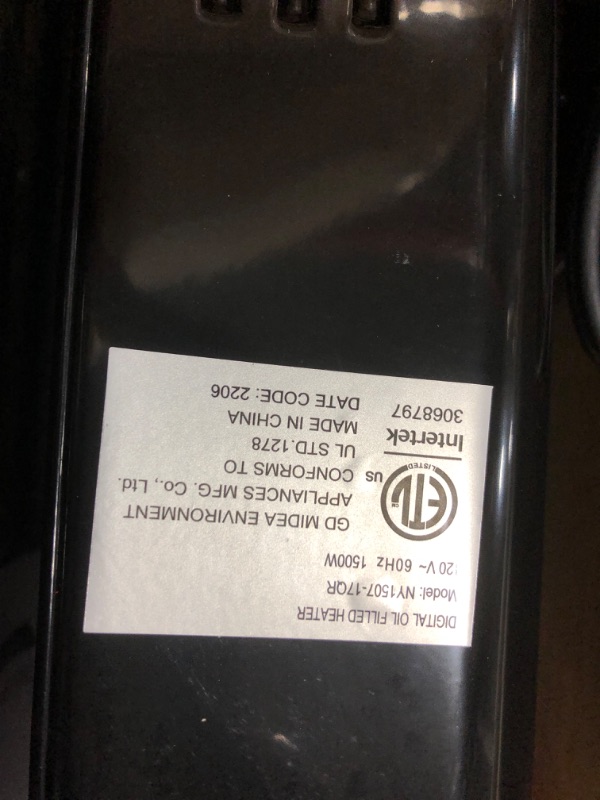 DIGITAL OIL FILLED HEATER
Model: NY1507-17QR
120 V~ 60Hz 1500W
GD MIDEA ENVIRONMENT
APPLIANCES MFG. Co., Ltd.
ETL
CM
LISTED
US
CONFORMS TO
UL STD.1278
Intertek
3068797
MADE IN CHINA
DATE CODE: 2206